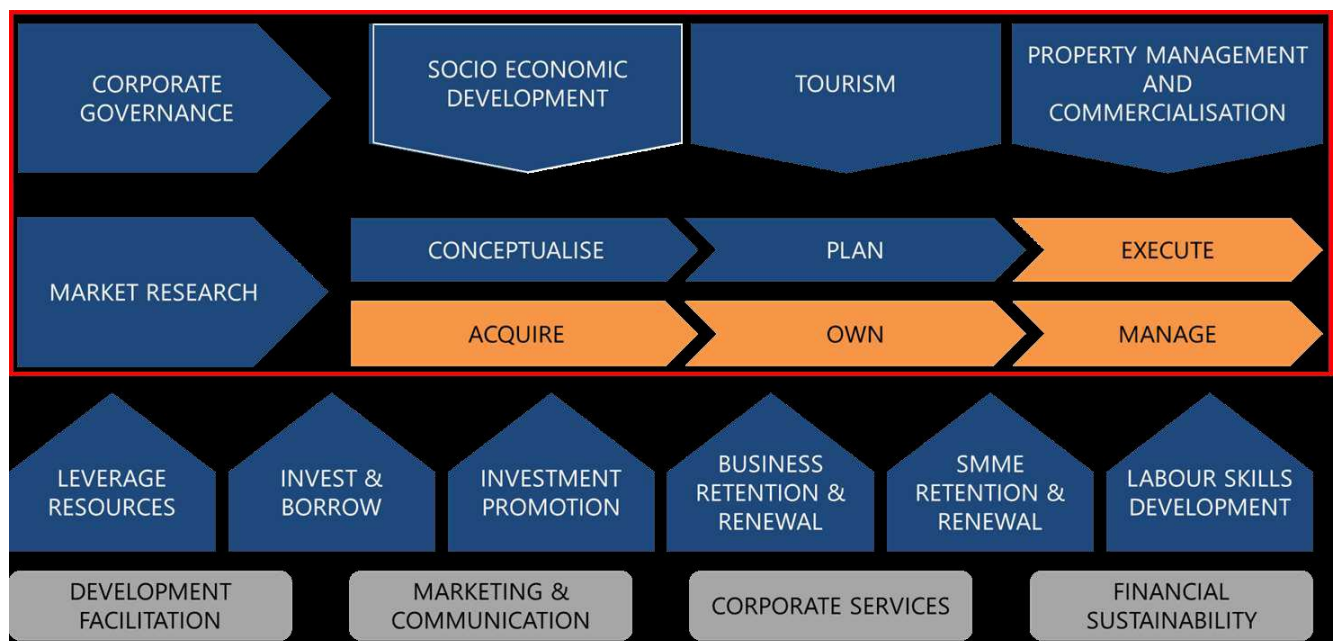 CORPORATE
GOVERNANCE
SOCIO ECONOMIC
DEVELOPMENT
TOURISM
PROPERTY MANAGEMENT
AND
COMMERCIALISATION
MARKET RESEARCH
CONCEPTUALISE
PLAN
EXECUTE
ACQUIRE
OWN
MANAGE
LEVERAGE
RESOURCES
INVEST &
BORROW
INVESTMENT
PROMOTION
BUSINESS
RETENTION &
RENEWAL
SMME
RETENTION &
RENEWAL
LABOUR SKILLS
DEVELOPMENT
DEVELOPMENT
FACILITATION
MARKETING &
COMMUNICATION
CORPORATE SERVICES
FINANCIAL
SUSTAINABILITY